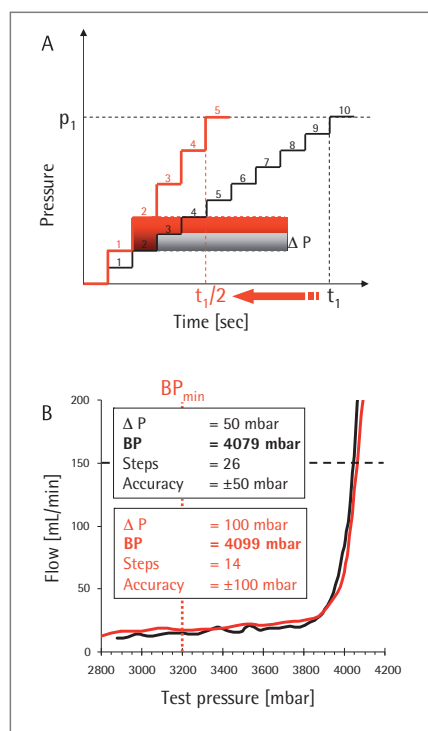 A
p1
Pressure
1
2
3
4
5
1
2
3
4
5
6
7
8
9
10
Δ P
t1/2
t1
Time [sec]
BPmin
B
Δ P = 50 mbar
BP = 4079 mbar
Steps = 26
Accuracy = ±50 mbar
Δ P = 100 mbar
BP = 4099 mbar
Steps = 14
Accuracy = ±100 mbar
Flow [mL/min]
200
150
100
50
0
2800 3000 3200 3400 3600 3800 4000 4200
Test pressure [mbar]